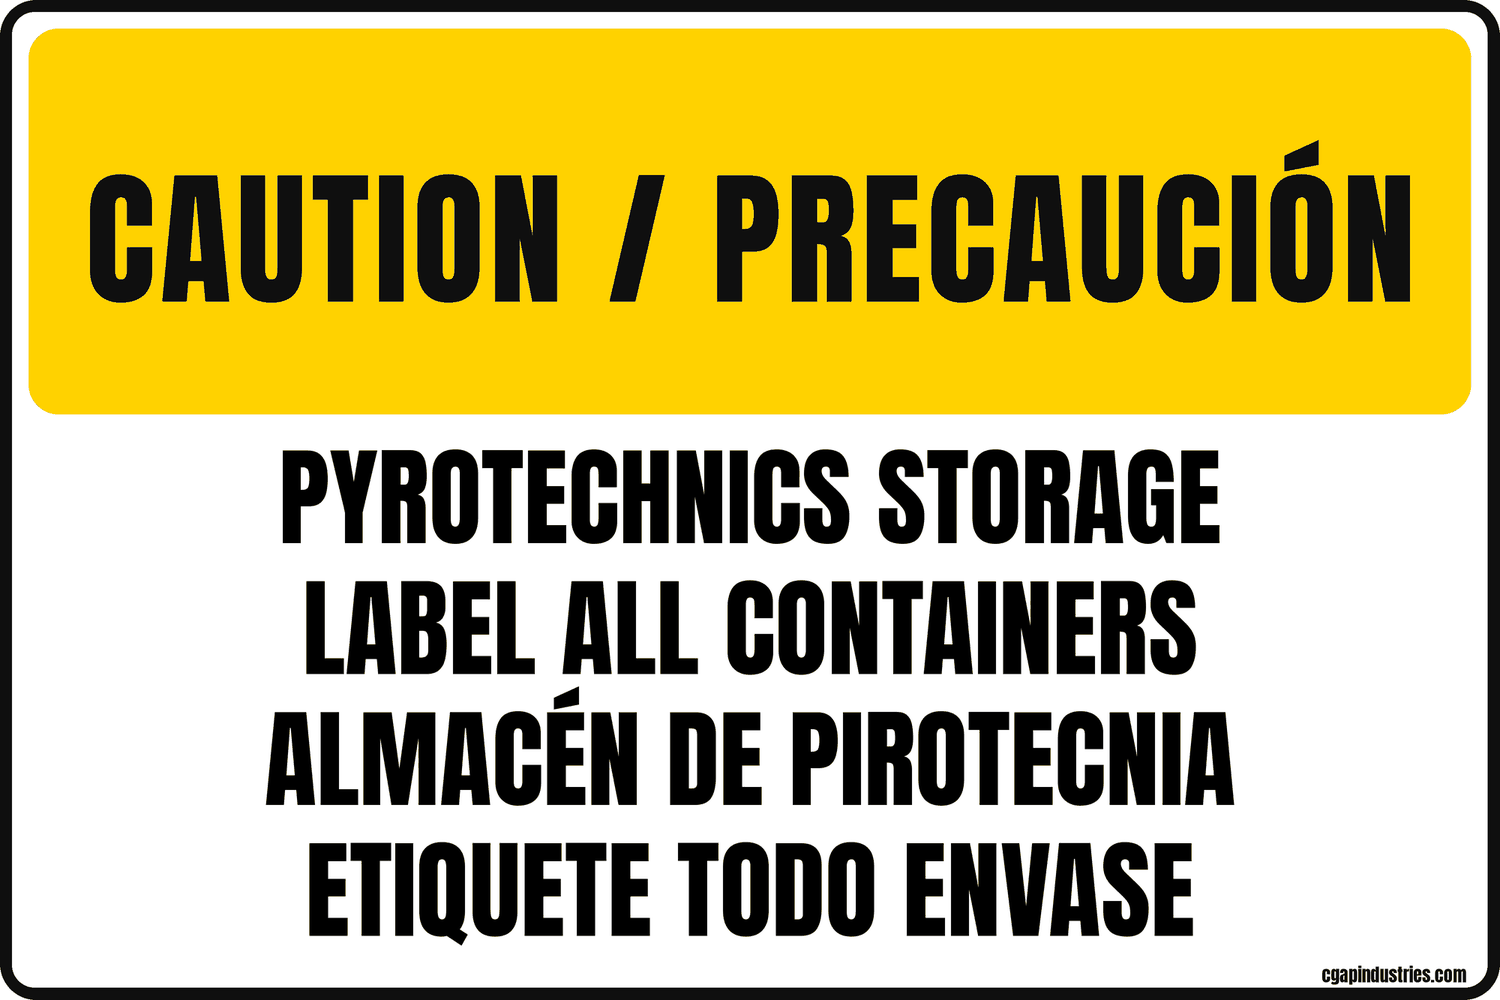 CAUTION / PRECAUCIÓN
PYROTECHNICS STORAGE
LABEL ALL CONTAINERS
ALMACÉN DE PIROTECNIA
ETIQUETE TODO ENVASE
cgapindustries.com